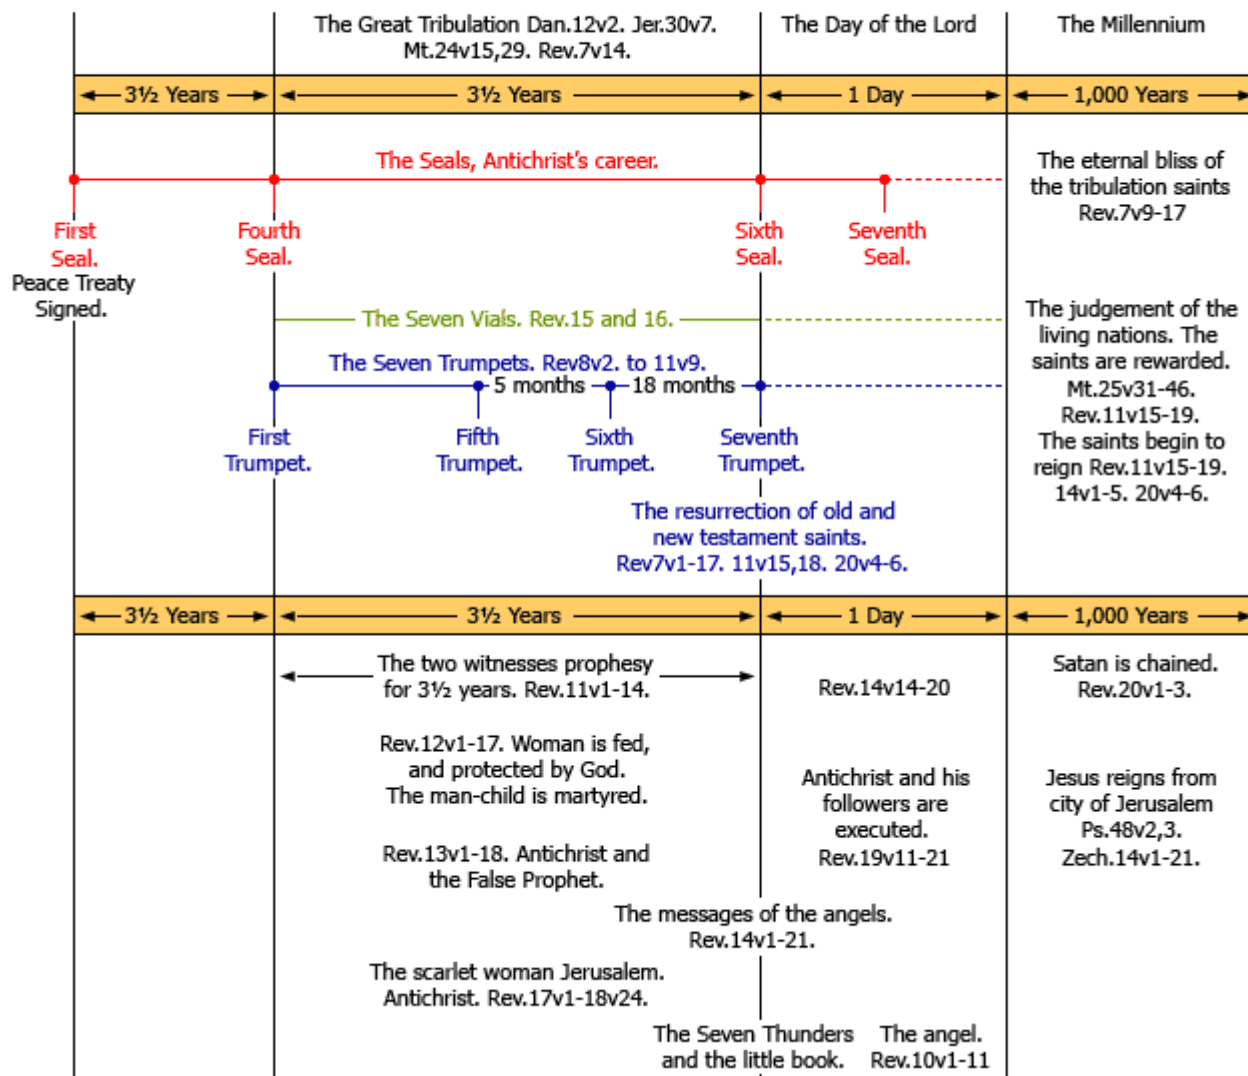 The Great Tribulation Dan.12v2. Jer.30v7.
Mt.24v15,29. Rev.7v14.
The Day of the Lord
The Millennium
3½ Years
3½ Years
1 Day
1,000 Years
The Seals, Antichrist's career.
First
Seal.
Peace Treaty
Signed.
Fourth
Seal.
Sixth
Seal.
Seventh
Seal.
The eternal bliss of
the tribulation saints
Rev.7v9-17
The Seven Vials. Rev.15 and 16.
The Seven Trumpets. Rev8v2. to 11v9.
5 months
18 months
First
Trumpet.
Fifth
Trumpet.
Sixth
Trumpet.
Seventh
Trumpet.
The resurrection of old and
new testament saints.
Rev7v1-17. 11v15,18. 20v4-6.
The judgement of the
living nations. The
saints are rewarded.
Mt.25v31-46.
Rev.11v15-19.
The saints begin to
reign Rev.11v15-19.
14v1-5. 20v4-6.
3½ Years
3½ Years
1 Day
1,000 Years
The two witnesses prophesy
for 3½ years. Rev.11v1-14.
Rev.14v14-20
Satan is chained.
Rev.20v1-3.
Rev.12v1-17. Woman is fed,
and protected by God.
The man-child is martyred.
Antichrist and his
followers are
executed.
Rev.19v11-21
Jesus reigns from
city of Jerusalem
Ps.48v2,3.
Zech.14v1-21.
Rev.13v1-18. Antichrist and
the False Prophet.
The messages of the angels.
Rev.14v1-21.
The scarlet woman Jerusalem.
Antichrist. Rev.17v1-18v24.
The Seven Thunders
and the little book.
The angel.
Rev.10v1-11